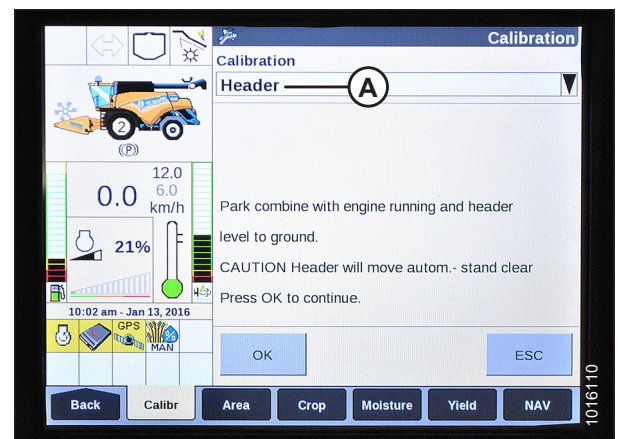 Calibration
Calibration
Header
A
2
(P)
12.0
6.0
0.0 km/h
21%
Park combine with engine running and header
level to ground.
CAUTION Header will move autom.- stand clear
Press OK to continue.
10:02 am - Jan 13, 2016
GPS
MAN
OK
ESC
Back
Calibr
Area
Crop
Moisture
Yield
NAV
1016110